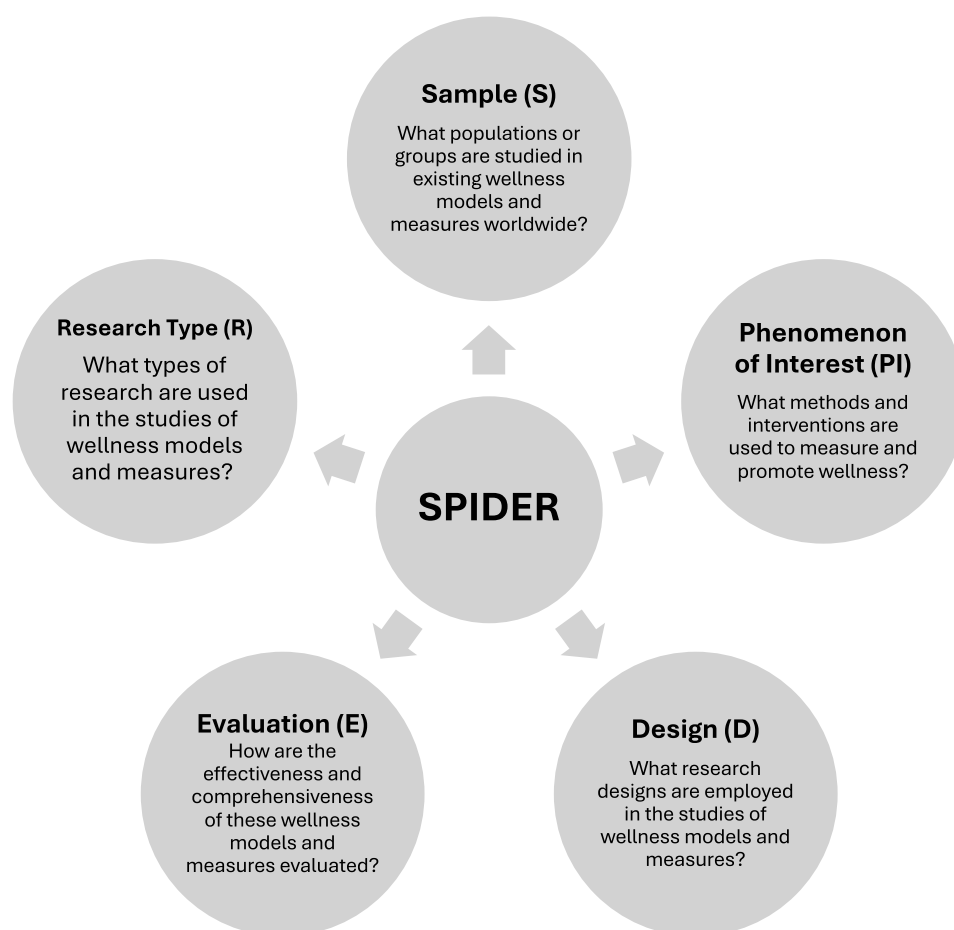 Sample (S)
What populations or
groups are studied in
existing wellness
models and
measures worldwide?
Research Type (R)
What types of
research are used
in the studies of
wellness models
and measures?
Phenomenon
of Interest (PI)
What methods and
interventions are
used to measure and
promote wellness?
SPIDER
Evaluation (E)
How are the
effectiveness and
comprehensiveness
of these wellness
models and
measures evaluated?
Design (D)
What research
designs are employed
in the studies of
wellness models and
measures?